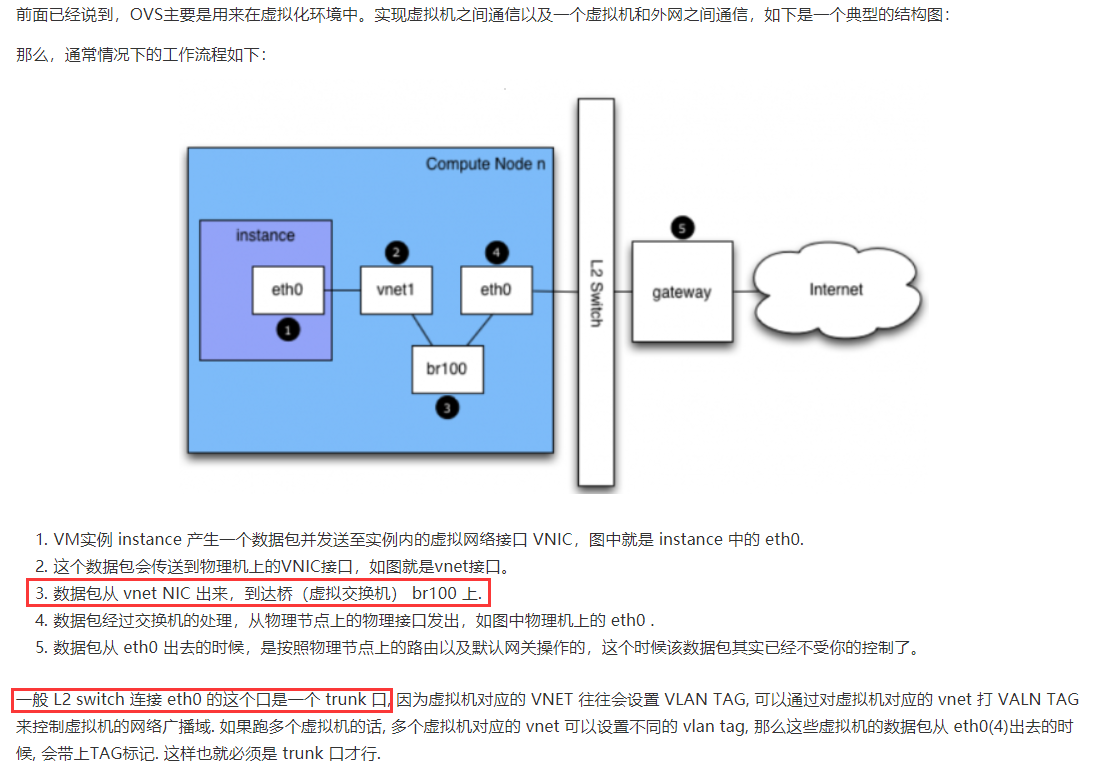 前面已经说到，OVS主要是用来在虚拟化环境中。实现虚拟机之间通信以及一个虚拟机和外网之间通信，如下是一个典型的结构图：
那么，通常情况下的工作流程如下：
Compute Node n
instance
eth0
1
2
vnet1
4
eth0
br100
3
L2 Switch
5
gateway
Internet
1. VM实例 instance 产生一个数据包并发送至实例内的虚拟网络接口 VNIC，图中就是 instance 中的 eth0.
2. 这个数据包会传送到物理机上的VNIC接口，如图就是vnet接口。
3. 数据包从 vnet NIC 出来，到达桥（虚拟交换机） br100 上.
4. 数据包经过交换机的处理，从物理节点上的物理接口发出，如图中物理机上的 eth0 .
5. 数据包从 eth0 出去的时候，是按照物理节点上的路由以及默认网关操作的，这个时候该数据包其实已经不受你的控制了。
一般 L2 switch 连接 eth0 的这个口是一个 trunk 口, 因为虚拟机对应的 VNET 往往会设置 VLAN TAG, 可以通过对虚拟机对应的 vnet 打 VALN TAG
来控制虚拟机的网络广播域. 如果跑多个虚拟机的话, 多个虚拟机对应的 vnet 可以设置不同的 vlan tag, 那么这些虚拟机的数据包从 eth0(4)出去的时
候, 会带上TAG标记. 这样也就必须是 trunk 口才行.